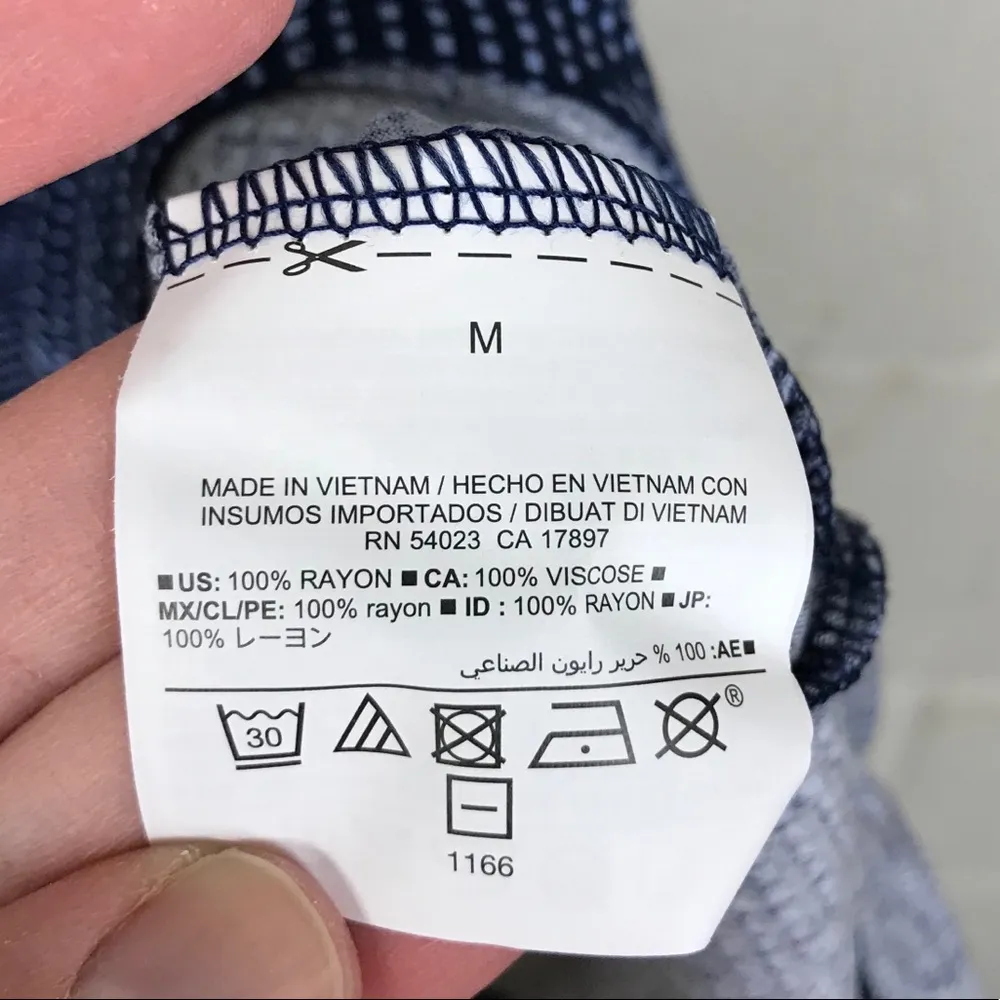 M
MADE IN VIETNAM / HECHO EN VIETNAM CON
INSUMOS IMPORTADOS / DIBUAT DI VIETNAM
RN 54023 CA 17897
■US: 100% RAYON ■CA: 100% VISCOSE ■
MX/CL/PE: 100% rayon ■ ID : 100% RAYON ■JP:
100% レーヨン
■AE: 100 % حرير رايون الصناعي
30
®
1166